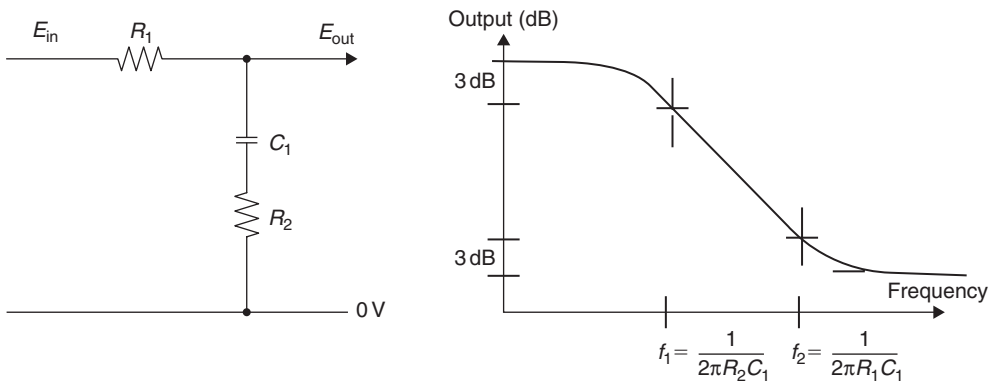 E_in R_1 E_out
C_1
R_2
0 V
Output (dB)
3 dB
3 dB
Frequency
f_1 = 1/(2πR_2C_1) f_2 = 1/(2πR_1C_1)